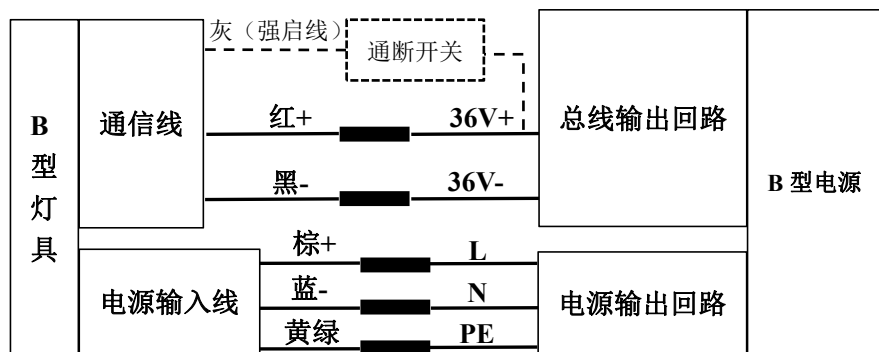 灰（强启线）
通断开关
B型灯具
通信线
红+
36V+
总线输出回路
黑-
36V-
B 型电源
棕+
L
电源输入线
蓝-
N
电源输出回路
黄绿
PE